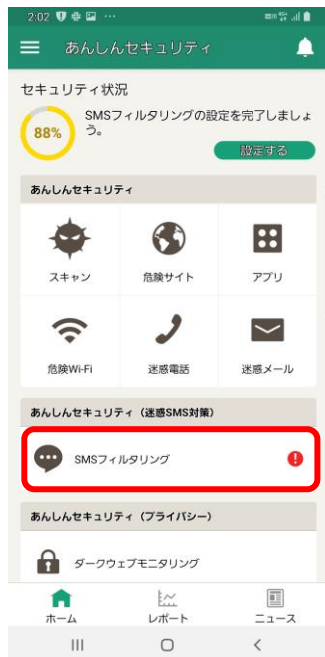 2:02
あんしんセキュリティ
セキュリティ状況
88%
SMSフィルタリングの設定を完了しましょ
う。
設定する
あんしんセキュリティ
スキャン 危険サイト アプリ
危険Wi-Fi 迷惑電話 迷惑メール
あんしんセキュリティ（迷惑SMS対策）
SMSフィルタリング
あんしんセキュリティ（プライバシー）
ダークウェブモニタリング
ホーム レポート ニュース